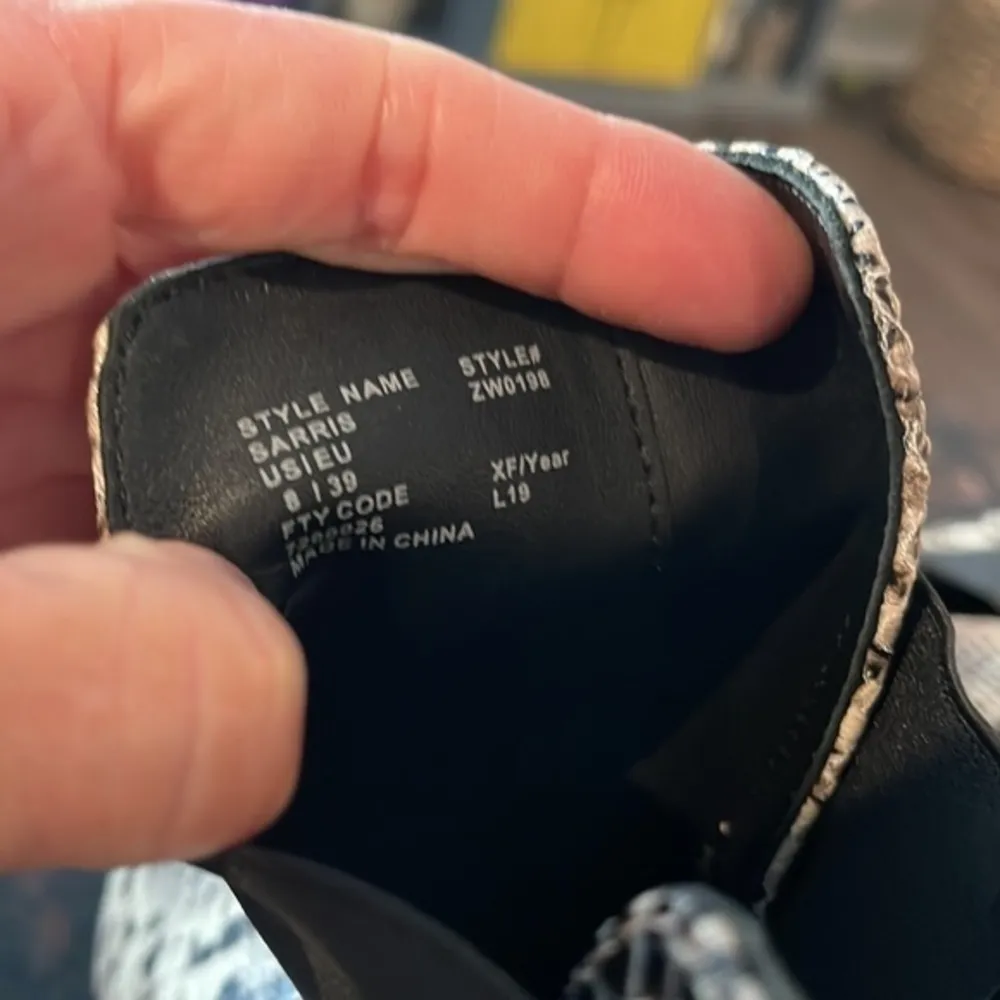 STYLE NAME STYLE#
SARRIS ZW0198
US|EU
8 | 39 XF/Year
FTY CODE L19
MADE IN CHINA